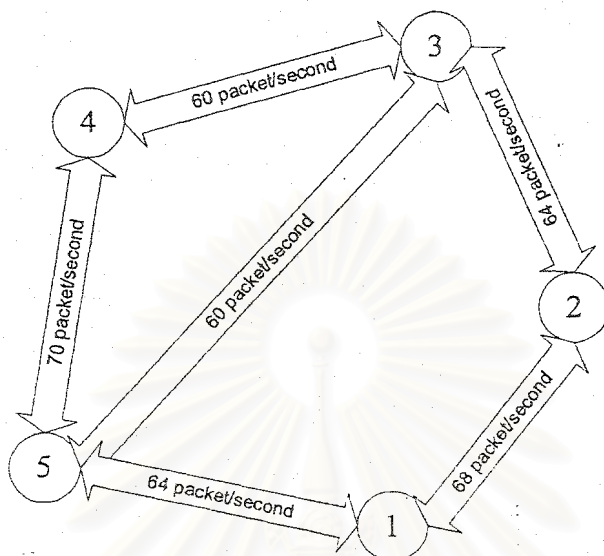 3
60 packet/second
4
64 packet/second
60 packet/second
70 packet/second
2
68 packet/second
5
64 packet/second
1